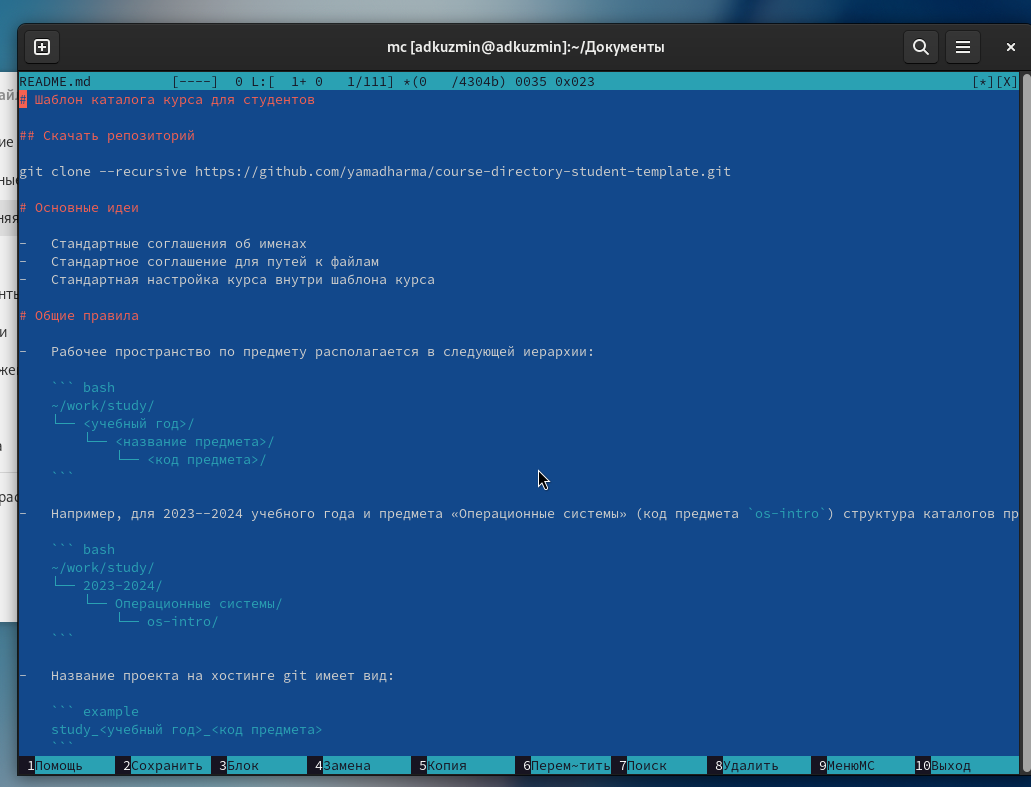 mc [adkuzmin@adkuzmin]:~/Документы
README.md [----] 0 L:[ 1+ 0 1/111] *(0 /4304b) 0035 0x023 [*][X]
# Шаблон каталога курса для студентов
## Скачать репозиторий
git clone --recursive https://github.com/yamadharma/course-directory-student-template.git
# Основные идеи
- Стандартные соглашения об именах
- Стандартное соглашение для путей к файлам
- Стандартная настройка курса внутри шаблона курса
# Общие правила
- Рабочее пространство по предмету располагается в следующей иерархии:
``` bash
~/work/study/
└── <учебный год>/
└── <название предмета>/
└── <код предмета>/
```
- Например, для 2023--2024 учебного года и предмета «Операционные системы» (код предмета `os-intro`) структура каталогов пр
``` bash
~/work/study/
└── 2023-2024/
└── Операционные системы/
└── os-intro/
```
- Название проекта на хостинге git имеет вид:
``` example
study_<учебный год>_<код предмета>
```
1Помощь 2Сохранить 3Блок 4Замена 5Копия 6Перем~тить 7Поиск 8Удалить 9МенюMC 10Выход